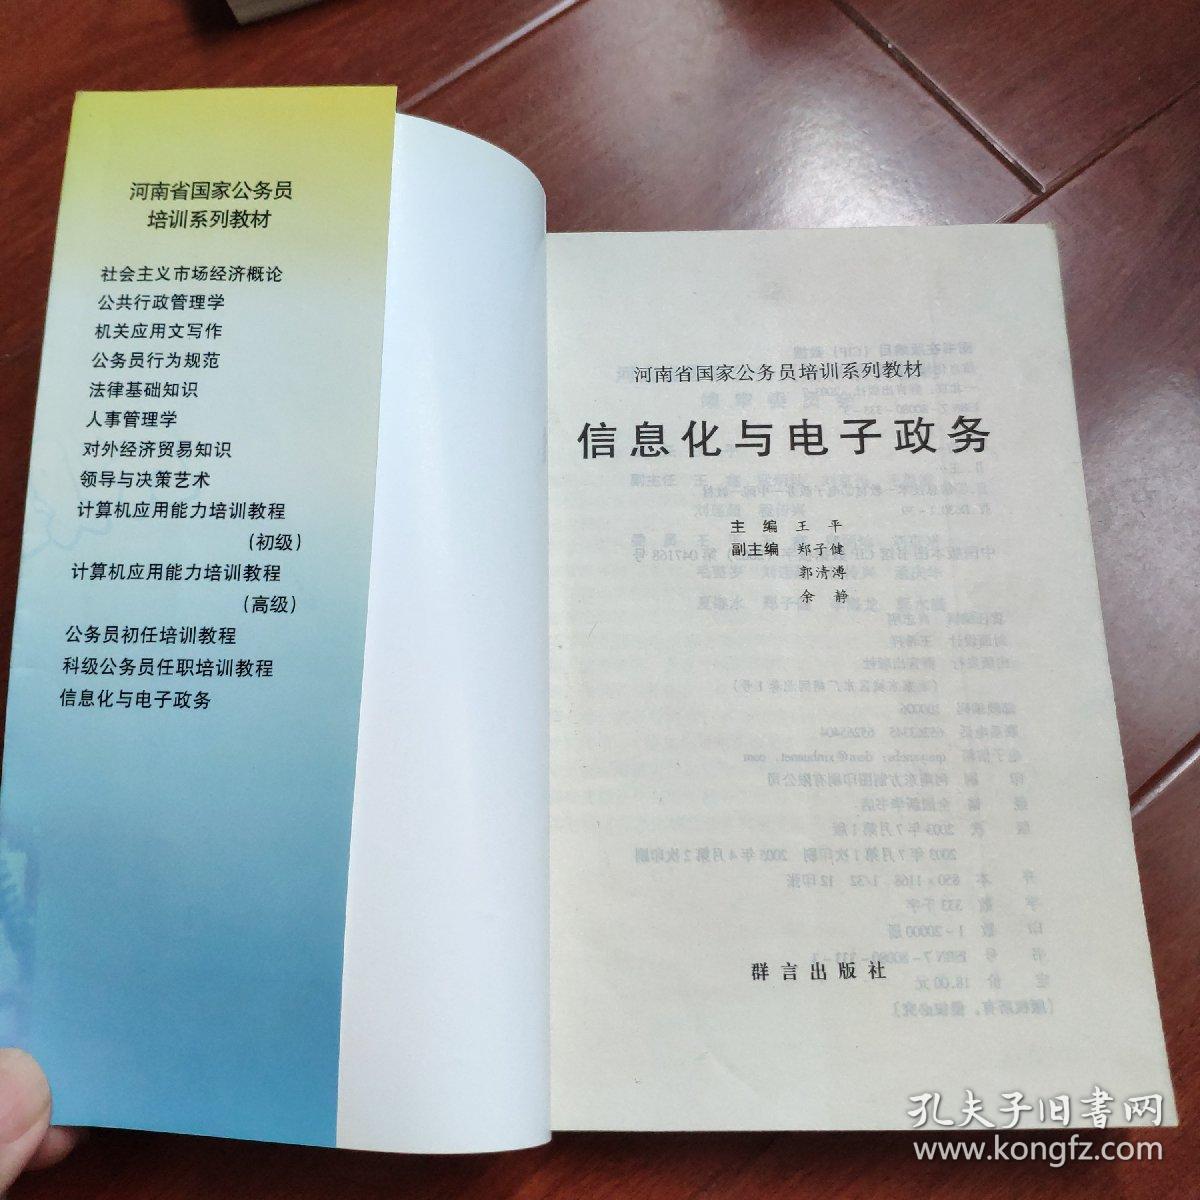 河南省国家公务员
培训系列教材
社会主义市场经济概论
公共行政管理学
机关应用文写作
公务员行为规范
法律基础知识
人事管理学
对外经济贸易知识
领导与决策艺术
计算机应用能力培训教程
(初级)
计算机应用能力培训教程
(高级)
公务员初任培训教程
科级公务员任职培训教程
信息化与电子政务
河南省国家公务员培训系列教材
信息化与电子政务
主 编 王 平
副主编 郑子健
郭清溥
余 静
群言出版社
孔夫子旧书网
www.kongfz.com